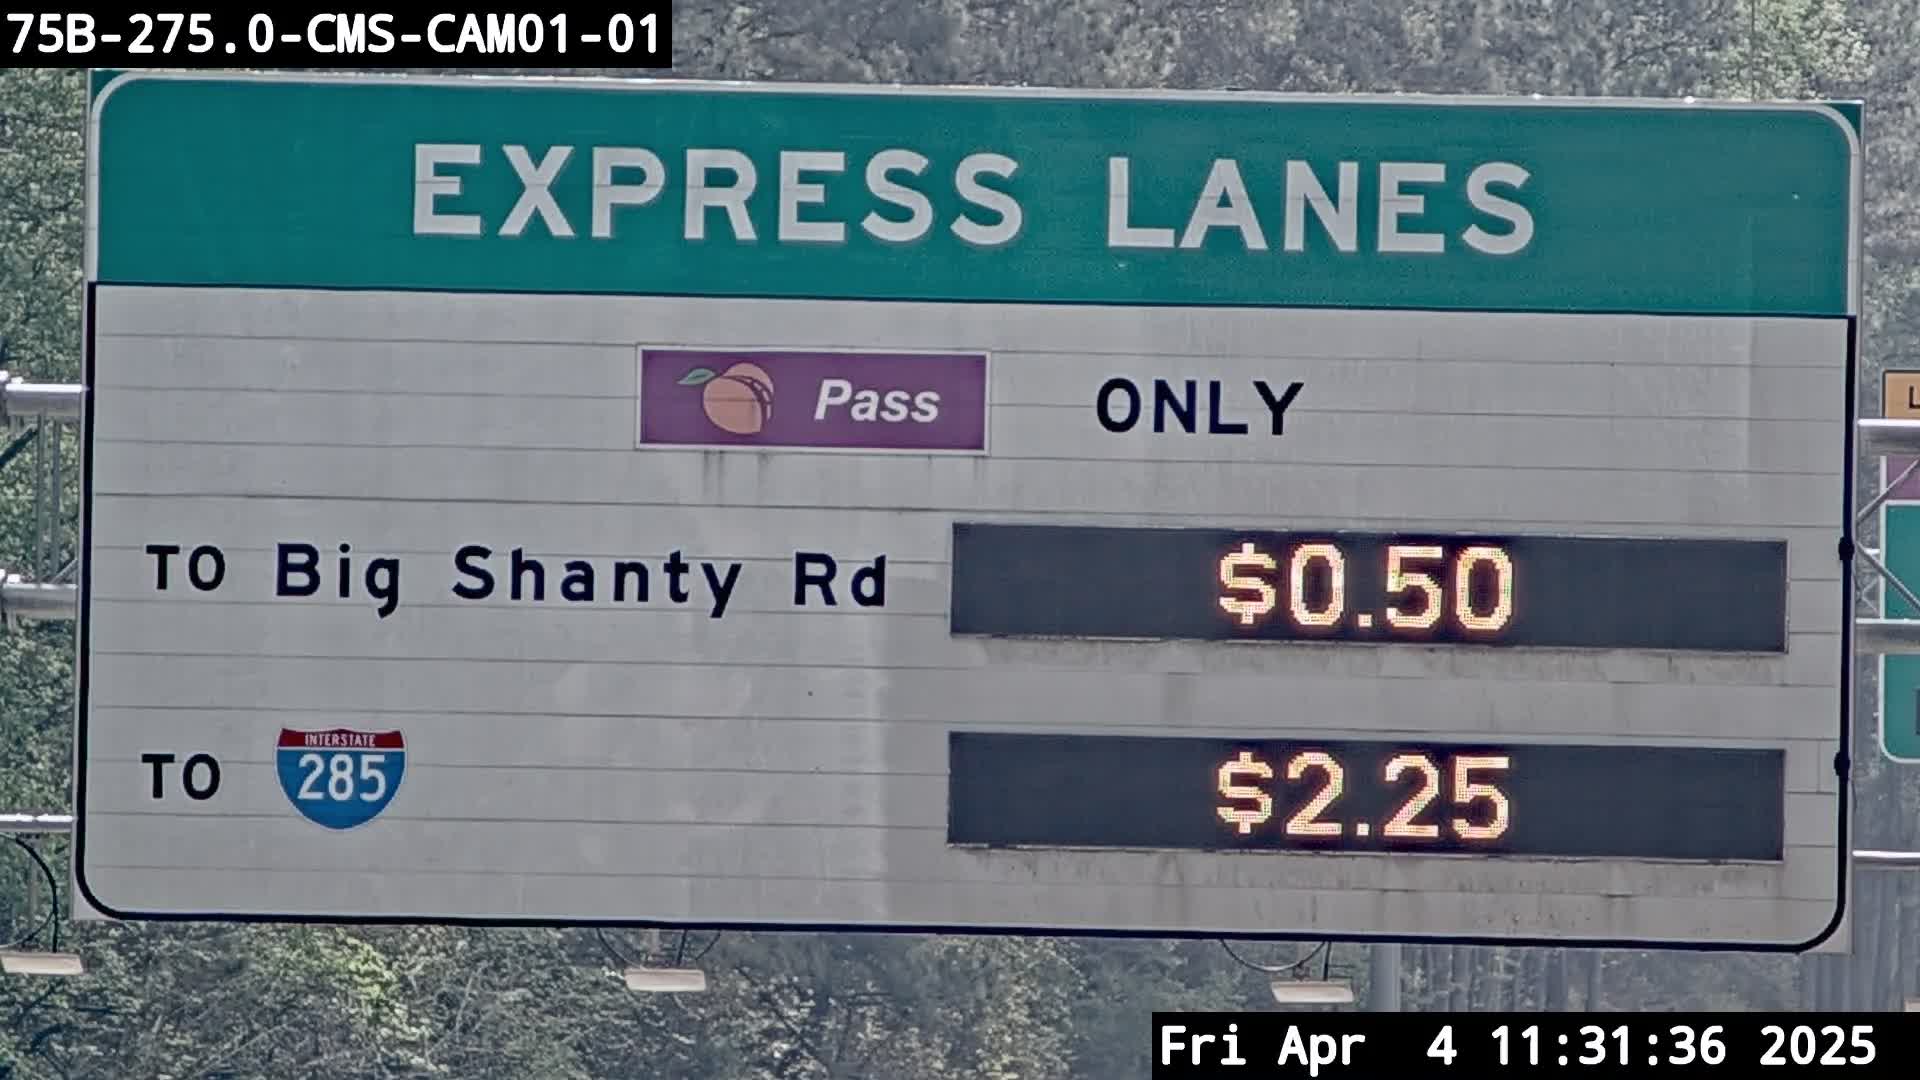 75B-275.0-CMS-CAM01-01
EXPRESS LANES
Pass ONLY
TO Big Shanty Rd $0.50
TO INTERSTATE 285 $2.25
Fri Apr 4 11:31:36 2025